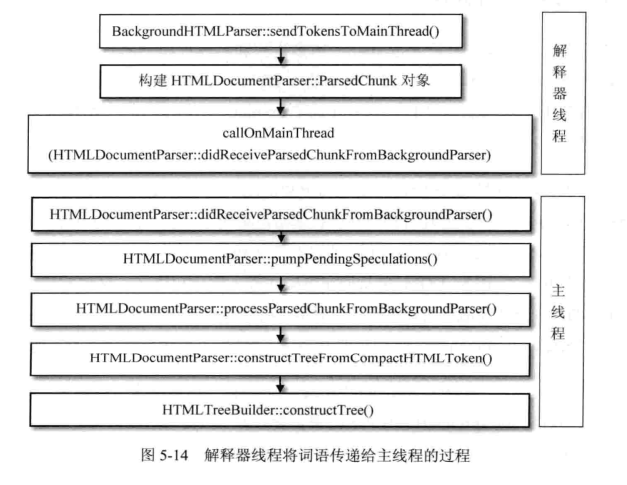 BackgroundHTMLParser::sendTokensToMainThread()
构建 HTMLDocumentParser::ParsedChunk 对象
callOnMainThread
(HTMLDocumentParser::didReceiveParsedChunkFromBackgroundParser)
解释器线程
HTMLDocumentParser::didReceiveParsedChunkFromBackgroundParser()
HTMLDocumentParser::pumpPendingSpeculations()
HTMLDocumentParser::processParsedChunkFromBackgroundParser()
HTMLDocumentParser::constructTreeFromCompactHTMLToken()
HTMLTreeBuilder::constructTree()
主线程
图 5-14 解释器线程将词语传递给主线程的过程